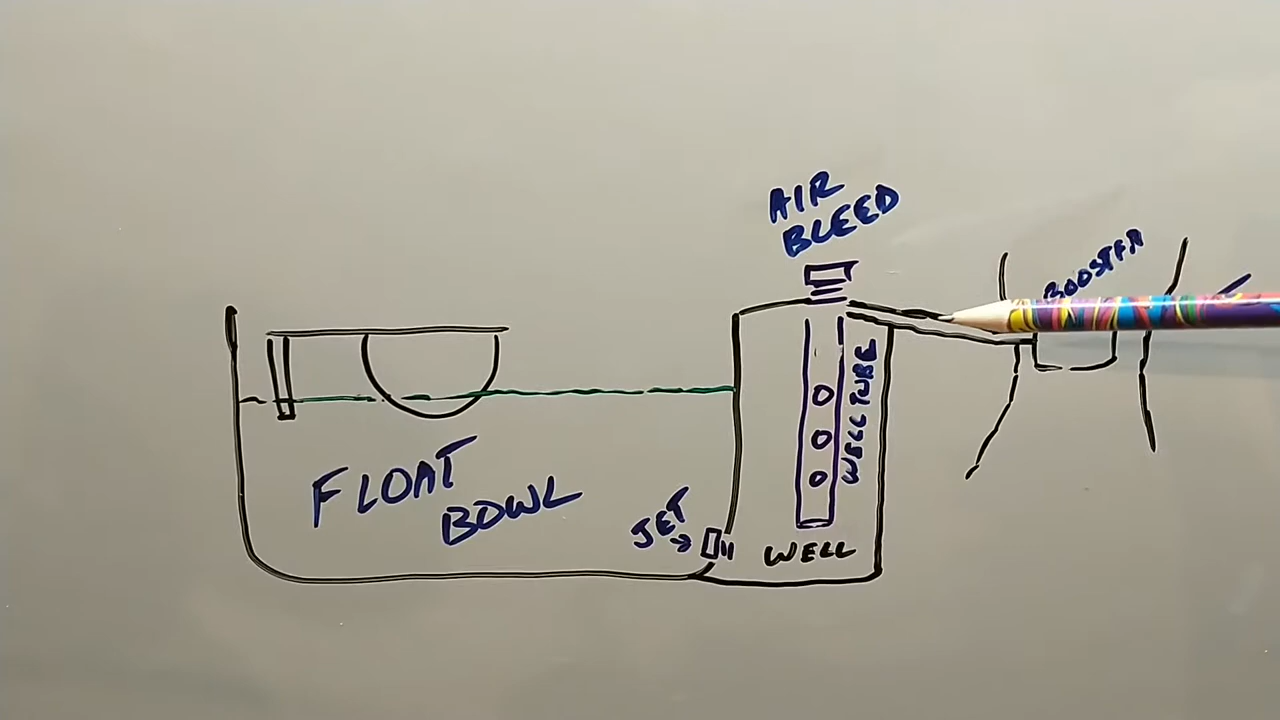 AIR
BLEED
BOOSTER
WELL TUBE
FLOAT
BOWL
JET
WELL